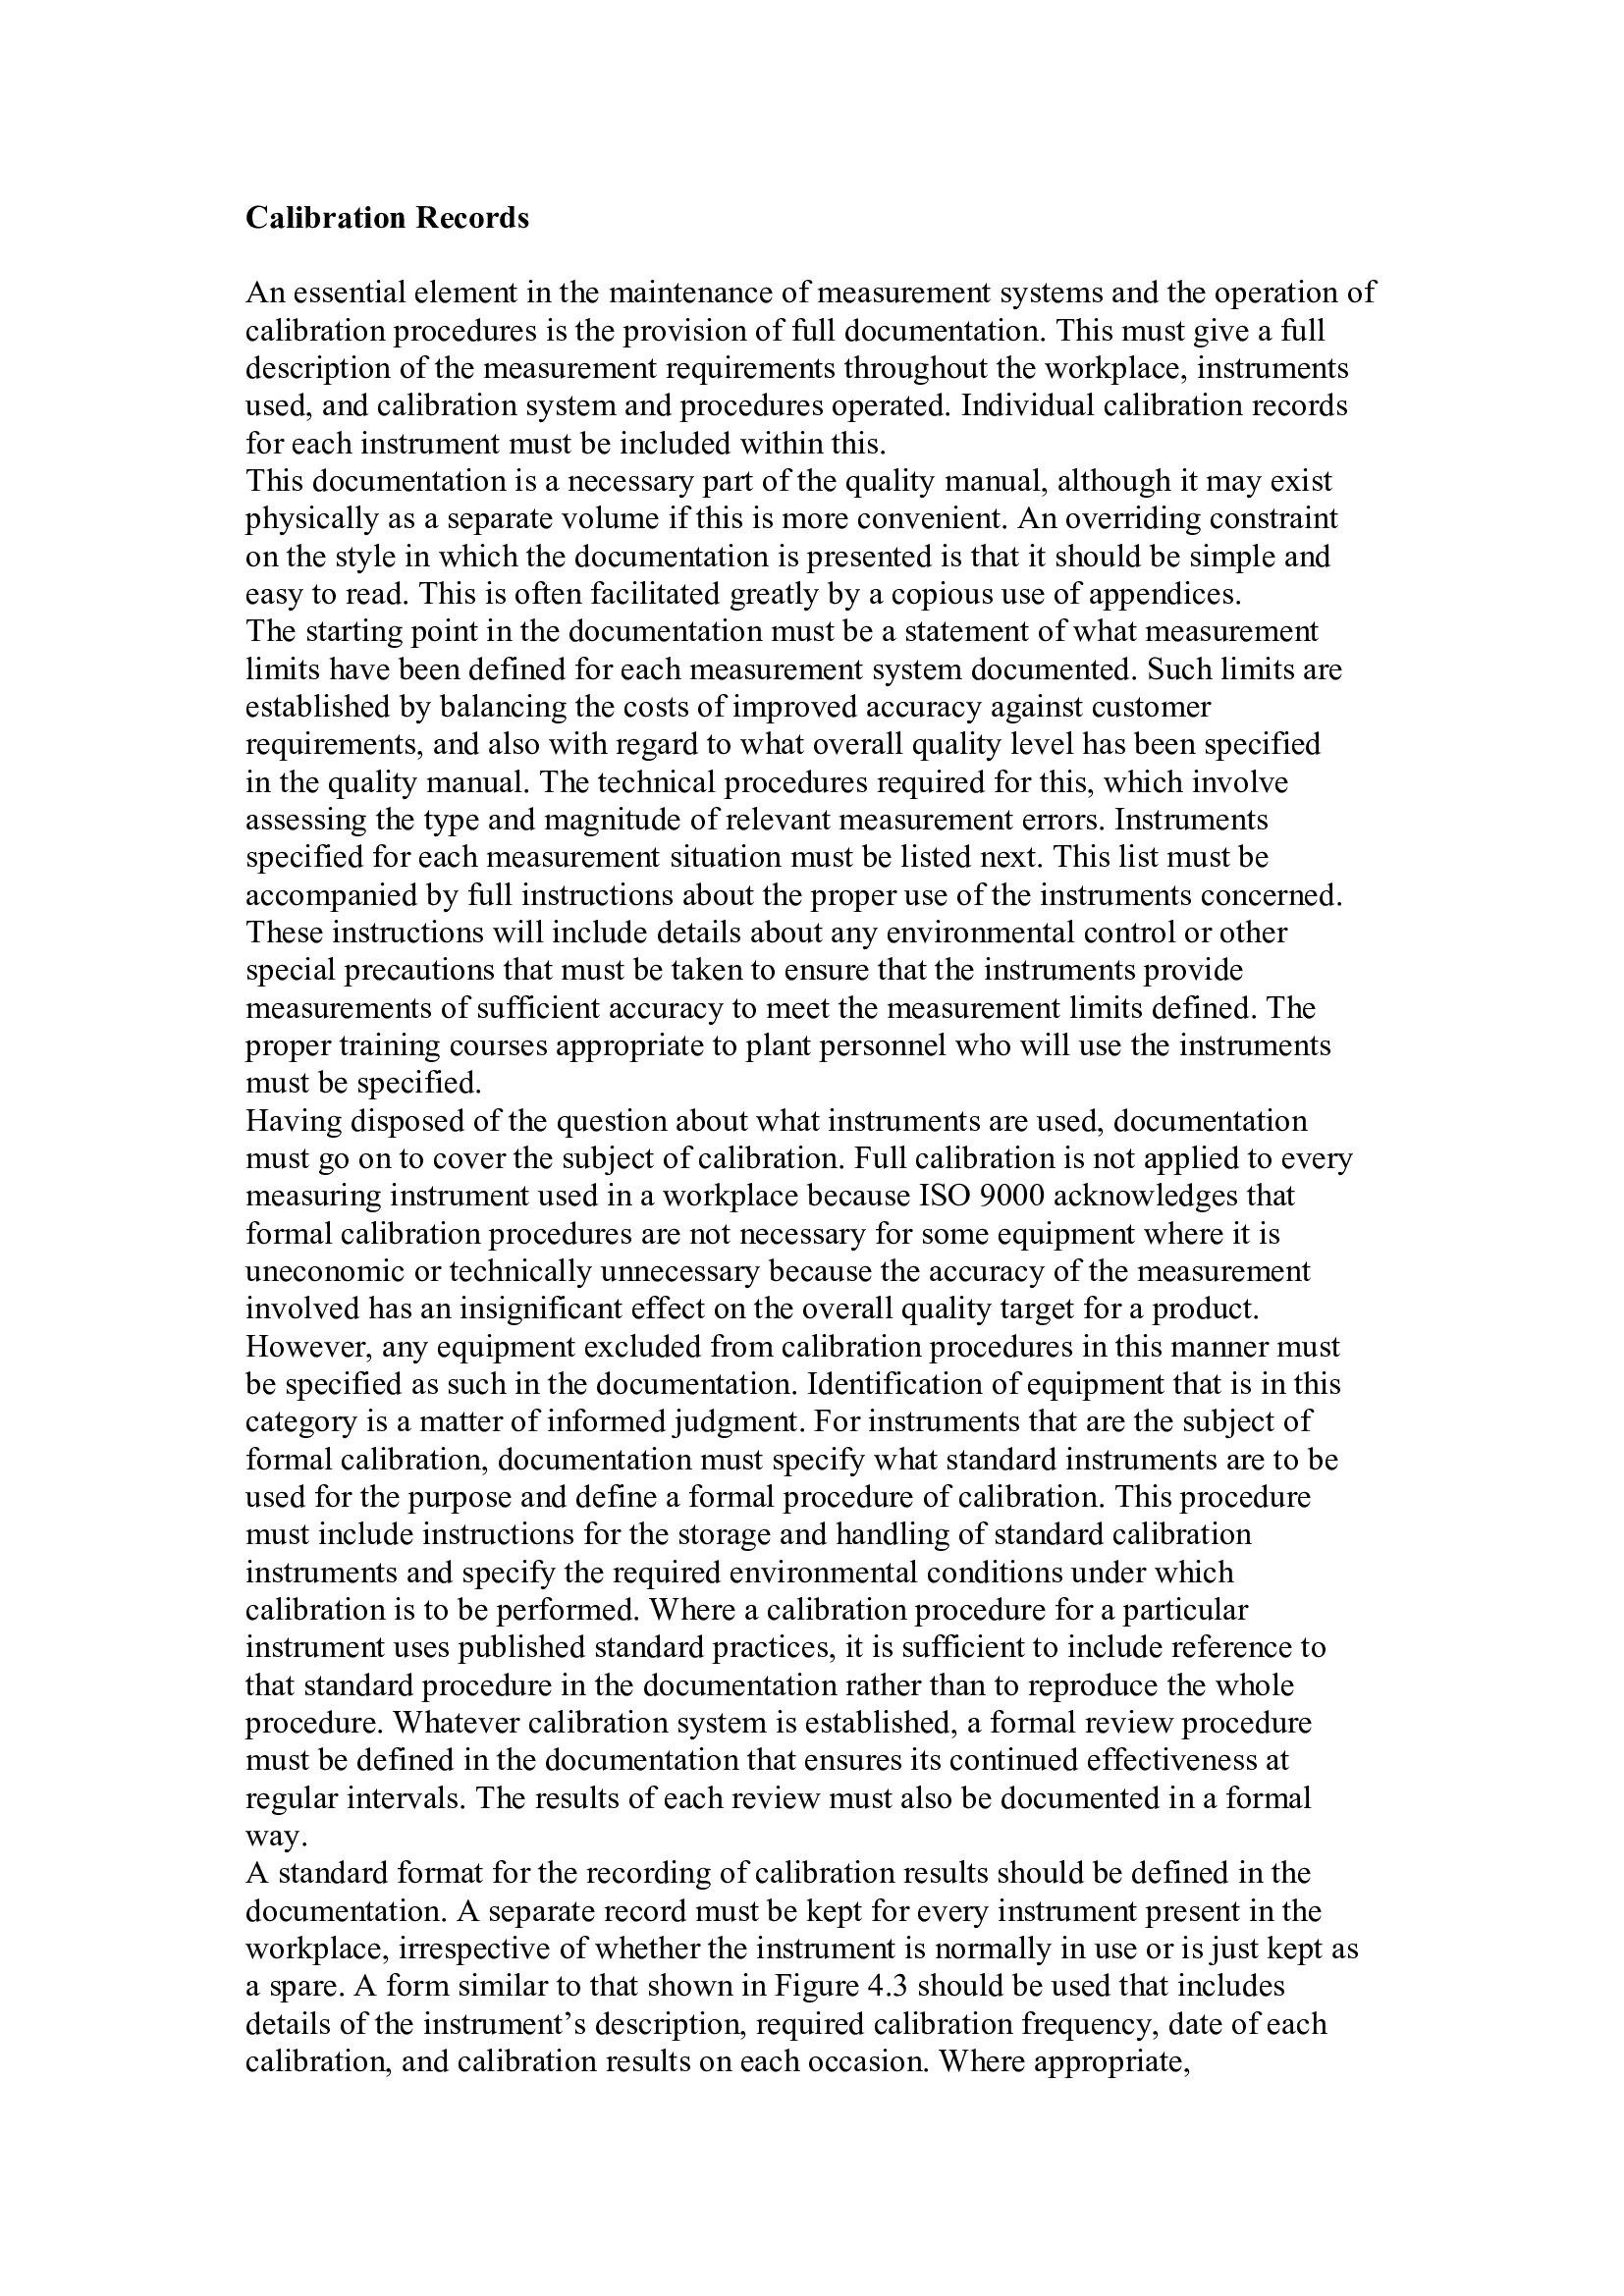 Calibration Records
An essential element in the maintenance of measurement systems and the operation of
calibration procedures is the provision of full documentation. This must give a full
description of the measurement requirements throughout the workplace, instruments
used, and calibration system and procedures operated. Individual calibration records
for each instrument must be included within this.
This documentation is a necessary part of the quality manual, although it may exist
physically as a separate volume if this is more convenient. An overriding constraint
on the style in which the documentation is presented is that it should be simple and
easy to read. This is often facilitated greatly by a copious use of appendices.
The starting point in the documentation must be a statement of what measurement
limits have been defined for each measurement system documented. Such limits are
established by balancing the costs of improved accuracy against customer
requirements, and also with regard to what overall quality level has been specified
in the quality manual. The technical procedures required for this, which involve
assessing the type and magnitude of relevant measurement errors. Instruments
specified for each measurement situation must be listed next. This list must be
accompanied by full instructions about the proper use of the instruments concerned.
These instructions will include details about any environmental control or other
special precautions that must be taken to ensure that the instruments provide
measurements of sufficient accuracy to meet the measurement limits defined. The
proper training courses appropriate to plant personnel who will use the instruments
must be specified.
Having disposed of the question about what instruments are used, documentation
must go on to cover the subject of calibration. Full calibration is not applied to every
measuring instrument used in a workplace because ISO 9000 acknowledges that
formal calibration procedures are not necessary for some equipment where it is
uneconomic or technically unnecessary because the accuracy of the measurement
involved has an insignificant effect on the overall quality target for a product.
However, any equipment excluded from calibration procedures in this manner must
be specified as such in the documentation. Identification of equipment that is in this
category is a matter of informed judgment. For instruments that are the subject of
formal calibration, documentation must specify what standard instruments are to be
used for the purpose and define a formal procedure of calibration. This procedure
must include instructions for the storage and handling of standard calibration
instruments and specify the required environmental conditions under which
calibration is to be performed. Where a calibration procedure for a particular
instrument uses published standard practices, it is sufficient to include reference to
that standard procedure in the documentation rather than to reproduce the whole
procedure. Whatever calibration system is established, a formal review procedure
must be defined in the documentation that ensures its continued effectiveness at
regular intervals. The results of each review must also be documented in a formal
way.
A standard format for the recording of calibration results should be defined in the
documentation. A separate record must be kept for every instrument present in the
workplace, irrespective of whether the instrument is normally in use or is just kept as
a spare. A form similar to that shown in Figure 4.3 should be used that includes
details of the instrument’s description, required calibration frequency, date of each
calibration, and calibration results on each occasion. Where appropriate,